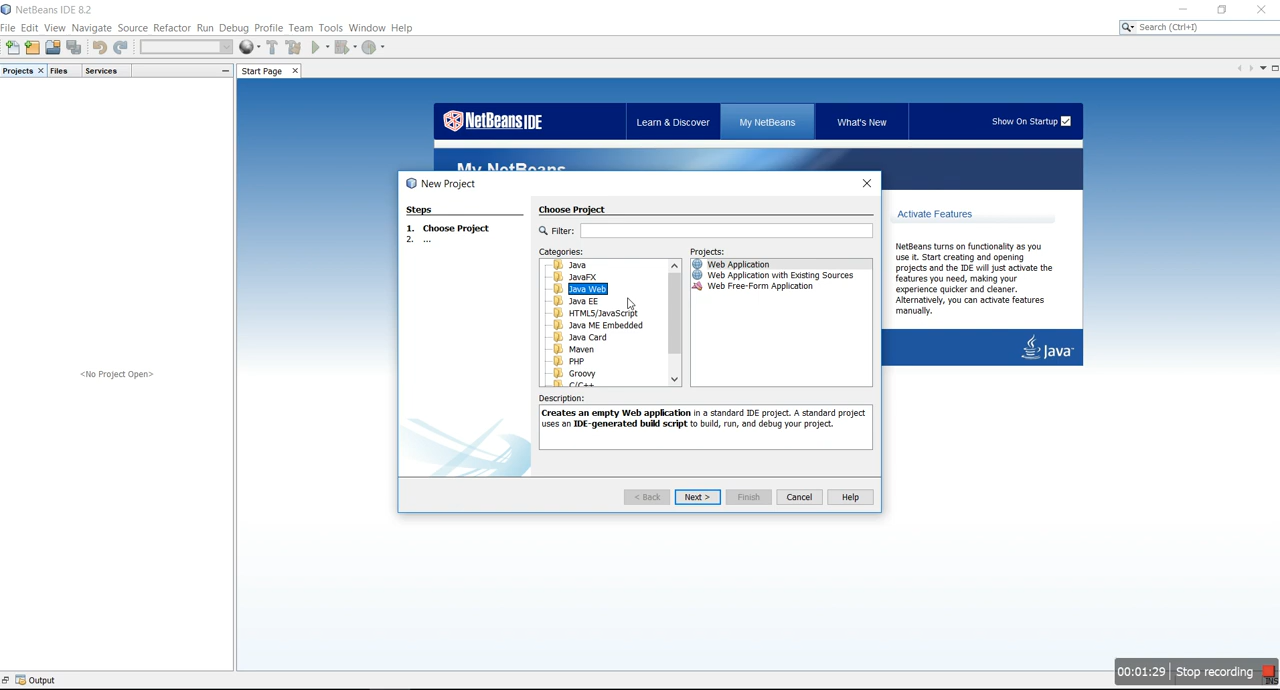 NetBeans IDE 8.2
File Edit View Navigate Source Refactor Run Debug Profile Team Tools Window Help
Search (Ctrl+I)
Projects Files Services
Start Page
NetBeans IDE
Learn & Discover
My NetBeans
What's New
Show On Startup
My NetBeans
New Project
Steps
1. Choose Project
2. ...
Choose Project
Filter:
Categories:
Java
JavaFX
Java Web
Java EE
HTML5/JavaScript
Java ME Embedded
Java Card
Maven
PHP
Groovy
C/C++
Projects:
Web Application
Web Application with Existing Sources
Web Free-Form Application
Description:
Creates an empty Web application in a standard IDE project. A standard project
uses an IDE-generated build script to build, run, and debug your project.
< Back
Next >
Finish
Cancel
Help
Activate Features
NetBeans turns on functionality as you
use it. Start creating and opening
projects and the IDE will just activate the
features you need, making your
experience quicker and cleaner.
Alternatively, you can activate features
manually.
Java
<No Project Open>
Output
00:01:29 Stop recording
INS